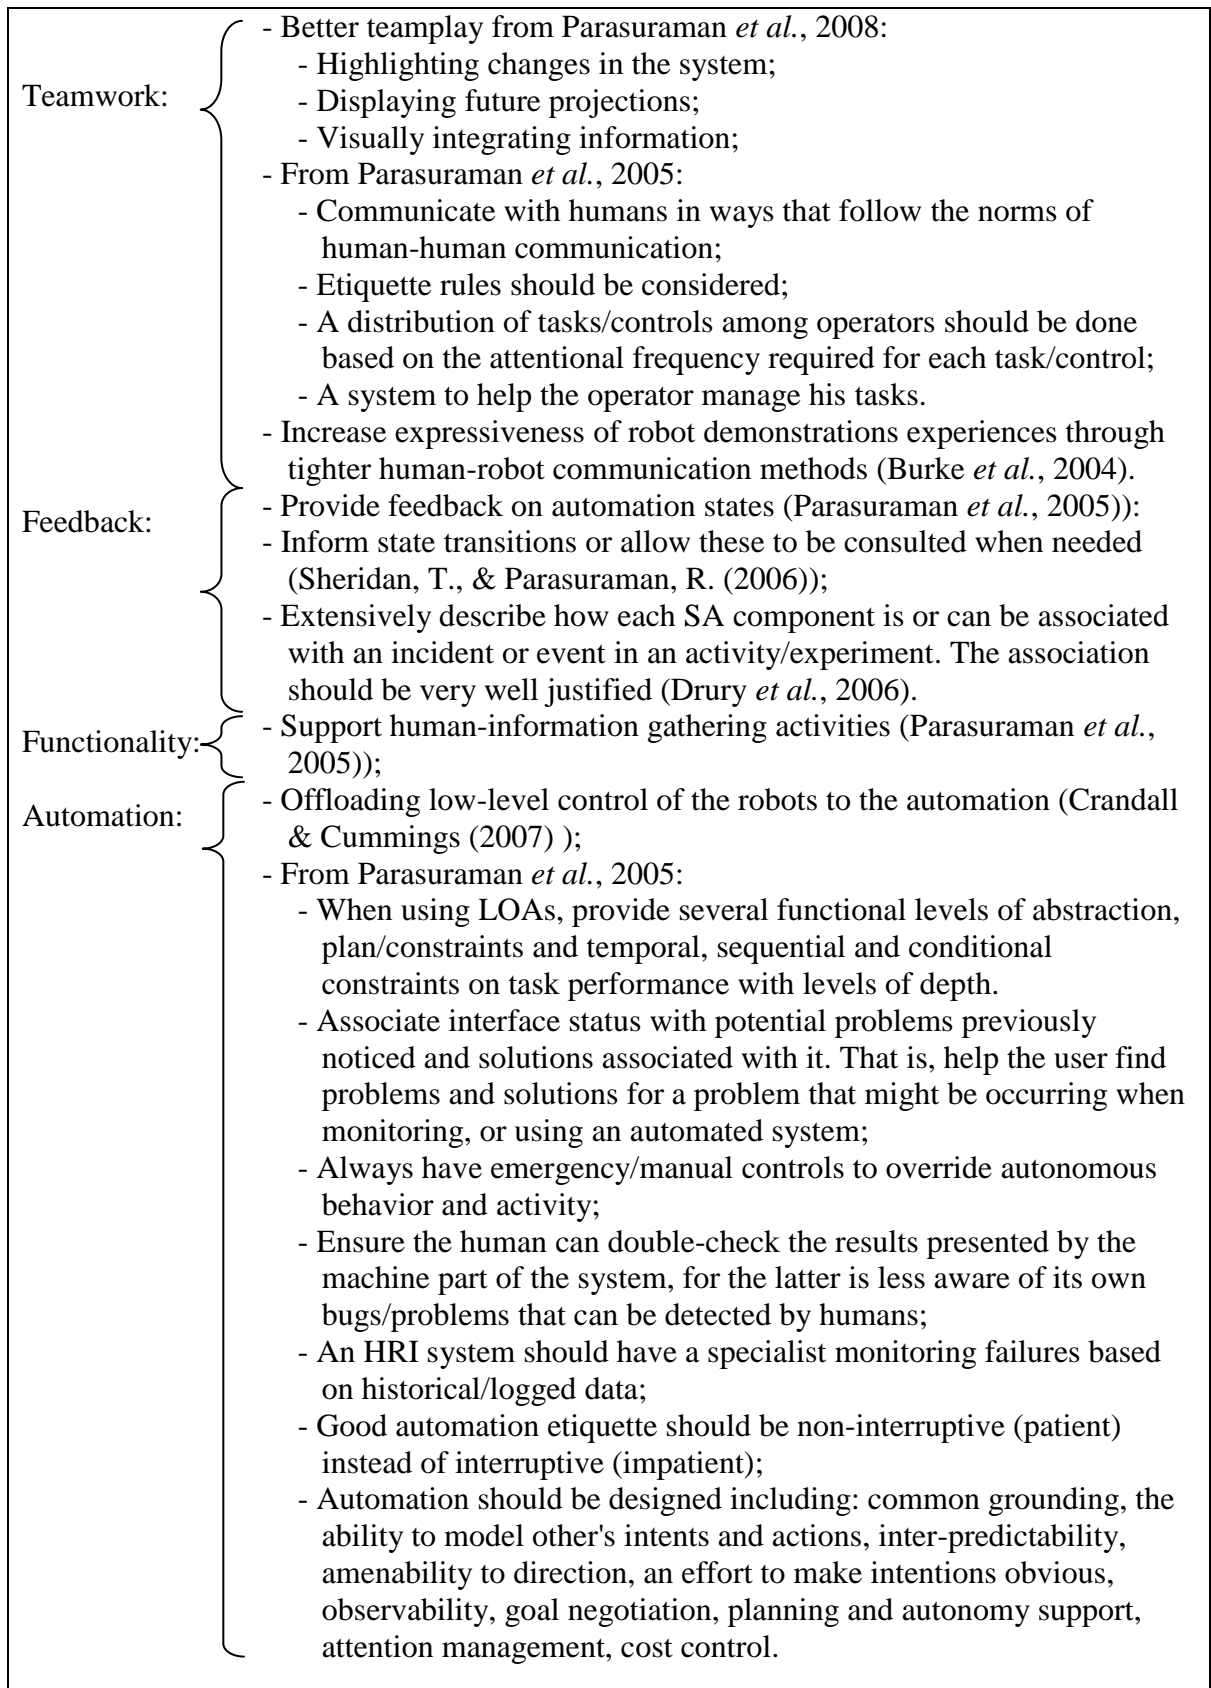 - Better teamplay from Parasuraman et al., 2008:
- Highlighting changes in the system;
Teamwork:
- Displaying future projections;
- Visually integrating information;
- From Parasuraman et al., 2005:
- Communicate with humans in ways that follow the norms of
human-human communication;
- Etiquette rules should be considered;
- A distribution of tasks/controls among operators should be done
based on the attentional frequency required for each task/control;
- A system to help the operator manage his tasks.
- Increase expressiveness of robot demonstrations experiences through
tighter human-robot communication methods (Burke et al., 2004).
Feedback:
- Provide feedback on automation states (Parasuraman et al., 2005)):
- Inform state transitions or allow these to be consulted when needed
(Sheridan, T., & Parasuraman, R. (2006));
- Extensively describe how each SA component is or can be associated
with an incident or event in an activity/experiment. The association
should be very well justified (Drury et al., 2006).
Functionality:
- Support human-information gathering activities (Parasuraman et al.,
2005));
Automation:
- Offloading low-level control of the robots to the automation (Crandall
& Cummings (2007) );
- From Parasuraman et al., 2005:
- When using LOAs, provide several functional levels of abstraction,
plan/constraints and temporal, sequential and conditional
constraints on task performance with levels of depth.
- Associate interface status with potential problems previously
noticed and solutions associated with it. That is, help the user find
problems and solutions for a problem that might be occurring when
monitoring, or using an automated system;
- Always have emergency/manual controls to override autonomous
behavior and activity;
- Ensure the human can double-check the results presented by the
machine part of the system, for the latter is less aware of its own
bugs/problems that can be detected by humans;
- An HRI system should have a specialist monitoring failures based
on historical/logged data;
- Good automation etiquette should be non-interruptive (patient)
instead of interruptive (impatient);
- Automation should be designed including: common grounding, the
ability to model other's intents and actions, inter-predictability,
amenability to direction, an effort to make intentions obvious,
observability, goal negotiation, planning and autonomy support,
attention management, cost control.